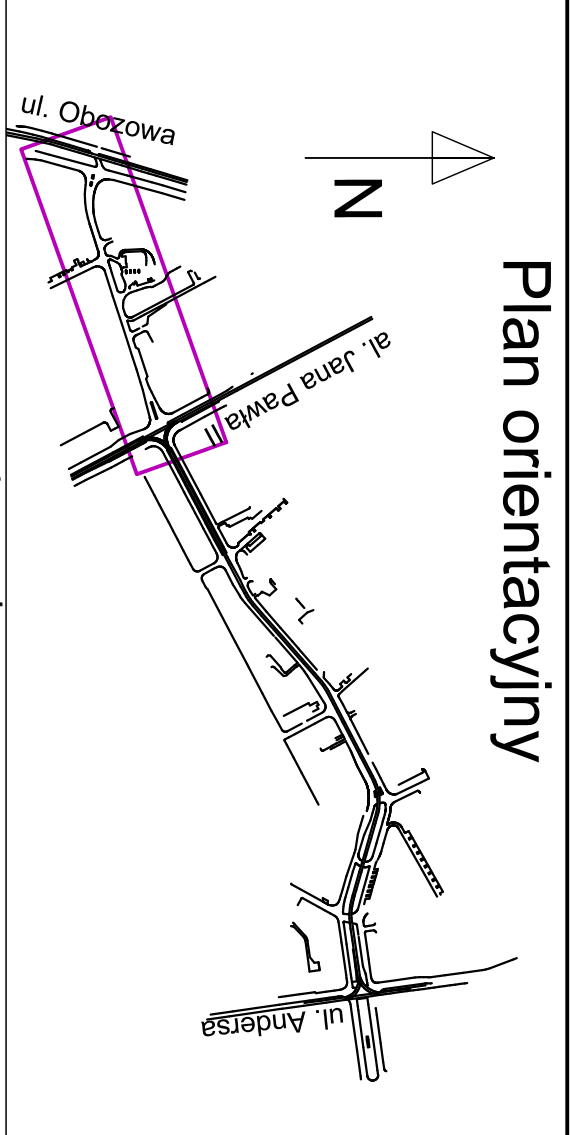 Plan orientacyjny
N
ul. Obozowa
al. Jana Pawła II
ul. Andersa